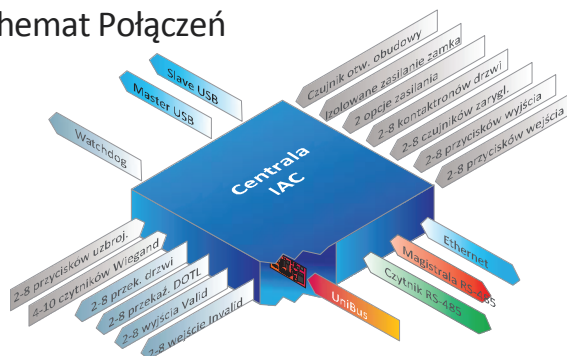 hemat Połączeń
Slave USB
Master USB
Watchdog
Czujnik otw. obudowy
Izolowane zasilanie zamka
2 opcje zasilania
2-8 kontaktronów drzwi
2-8 czujników zarygl.
2-8 przycisków wyjścia
2-8 przycisków wejścia
Centrala
IAC
2-8 przycisków uzbroj.
4-10 czytników Wiegand
2-8 przek. drzwi
2-8 przekaź. DOTL
2-8 wyjścia Valid
2-8 wejście Invalid
Ethernet
Magistrala RS-485
Czytnik RS-485
UniBus